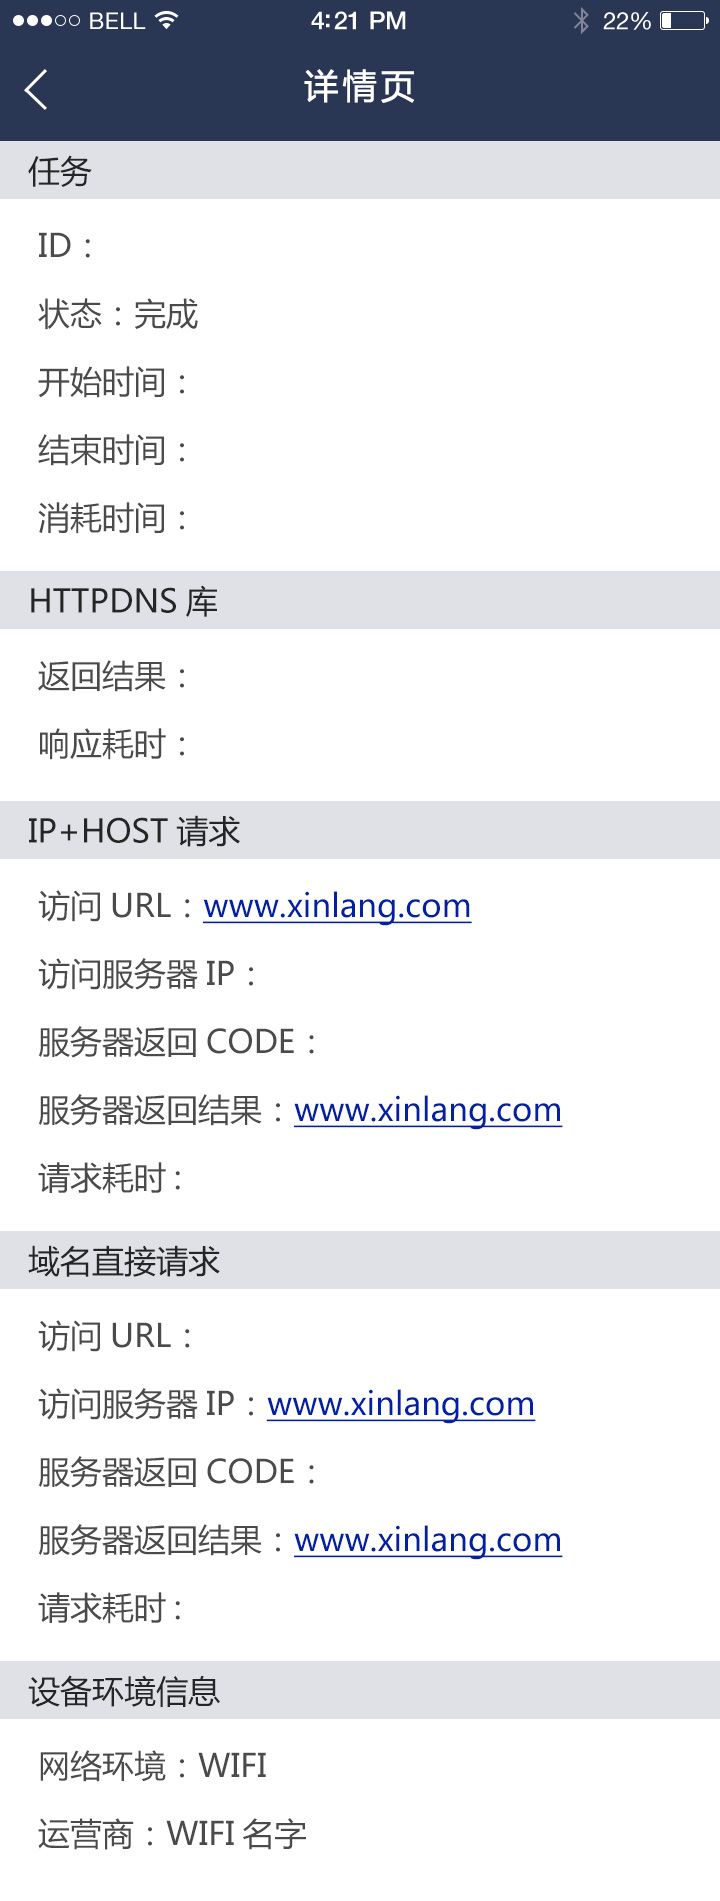 BELL 4:21 PM 22%
详情页
任务
ID：
状态：完成
开始时间：
结束时间：
消耗时间：
HTTPDNS 库
返回结果：
响应耗时：
IP+HOST 请求
访问 URL：www.xinlang.com
访问服务器 IP：
服务器返回 CODE：
服务器返回结果：www.xinlang.com
请求耗时:
域名直接请求
访问 URL：
访问服务器 IP：www.xinlang.com
服务器返回 CODE：
服务器返回结果：www.xinlang.com
请求耗时:
设备环境信息
网络环境：WIFI
运营商：WIFI 名字